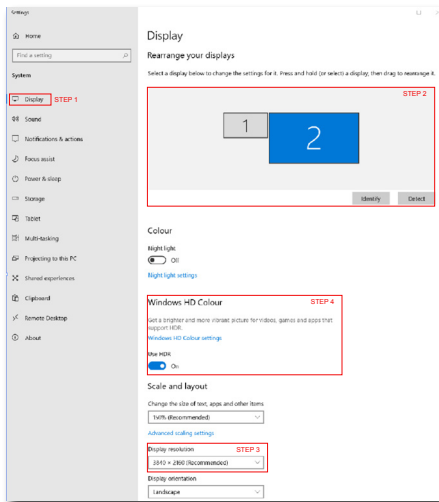 Settings
Home
Find a setting
System
Display STEP 1
Sound
Notifications & actions
Focus assist
Power & sleep
Storage
Tablet
Multi-tasking
Projecting to this PC
Shared experiences
Clipboard
Remote Desktop
About
Display
Rearrange your displays
Select a display below to change the settings for it. Press and hold (or select) a display, then drag to rearrange it.
STEP 2
1
2
Identify Detect
Colour
Night light
Off
Night light settings
Windows HD Colour STEP 4
Get a brighter and more vibrant picture for videos, games and apps that
support HDR.
Windows HD Colour settings
Use HDR
On
Scale and layout
Change the size of text, apps and other items
150% (Recommended)
Advanced scaling settings
Display resolution STEP 3
3840 × 2160 (Recommended)
Display orientation
Landscape